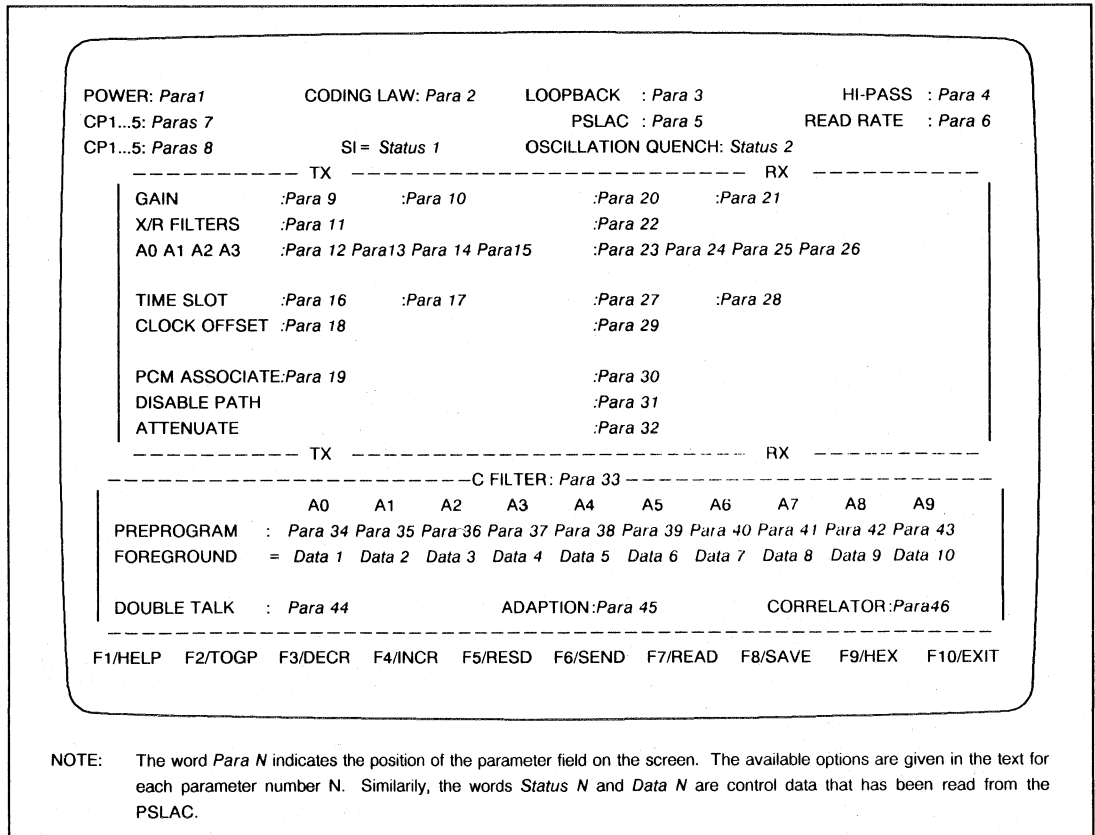 POWER: Para1 CODING LAW: Para 2 LOOPBACK : Para 3 HI-PASS : Para 4
CP1...5: Paras 7 PSLAC : Para 5 READ RATE : Para 6
CP1...5: Paras 8 SI = Status 1 OSCILLATION QUENCH: Status 2
TX RX
GAIN :Para 9 :Para 10 :Para 20 :Para 21
X/R FILTERS :Para 11 :Para 22
A0 A1 A2 A3 :Para 12 Para13 Para 14 Para15 :Para 23 Para 24 Para 25 Para 26
TIME SLOT :Para 16 :Para 17 :Para 27 :Para 28
CLOCK OFFSET :Para 18 :Para 29
PCM ASSOCIATE:Para 19 :Para 30
DISABLE PATH :Para 31
ATTENUATE :Para 32
TX RX
C FILTER: Para 33
A0 A1 A2 A3 A4 A5 A6 A7 A8 A9
PREPROGRAM : Para 34 Para 35 Para 36 Para 37 Para 38 Para 39 Para 40 Para 41 Para 42 Para 43
FOREGROUND = Data 1 Data 2 Data 3 Data 4 Data 5 Data 6 Data 7 Data 8 Data 9 Data 10
DOUBLE TALK : Para 44 ADAPTION:Para 45 CORRELATOR:Para46
F1/HELP F2/TOGP F3/DECR F4/INCR F5/RESD F6/SEND F7/READ F8/SAVE F9/HEX F10/EXIT
NOTE: The word Para N indicates the position of the parameter field on the screen. The available options are given in the text for
each parameter number N. Similarily, the words Status N and Data N are control data that has been read from the
PSLAC.